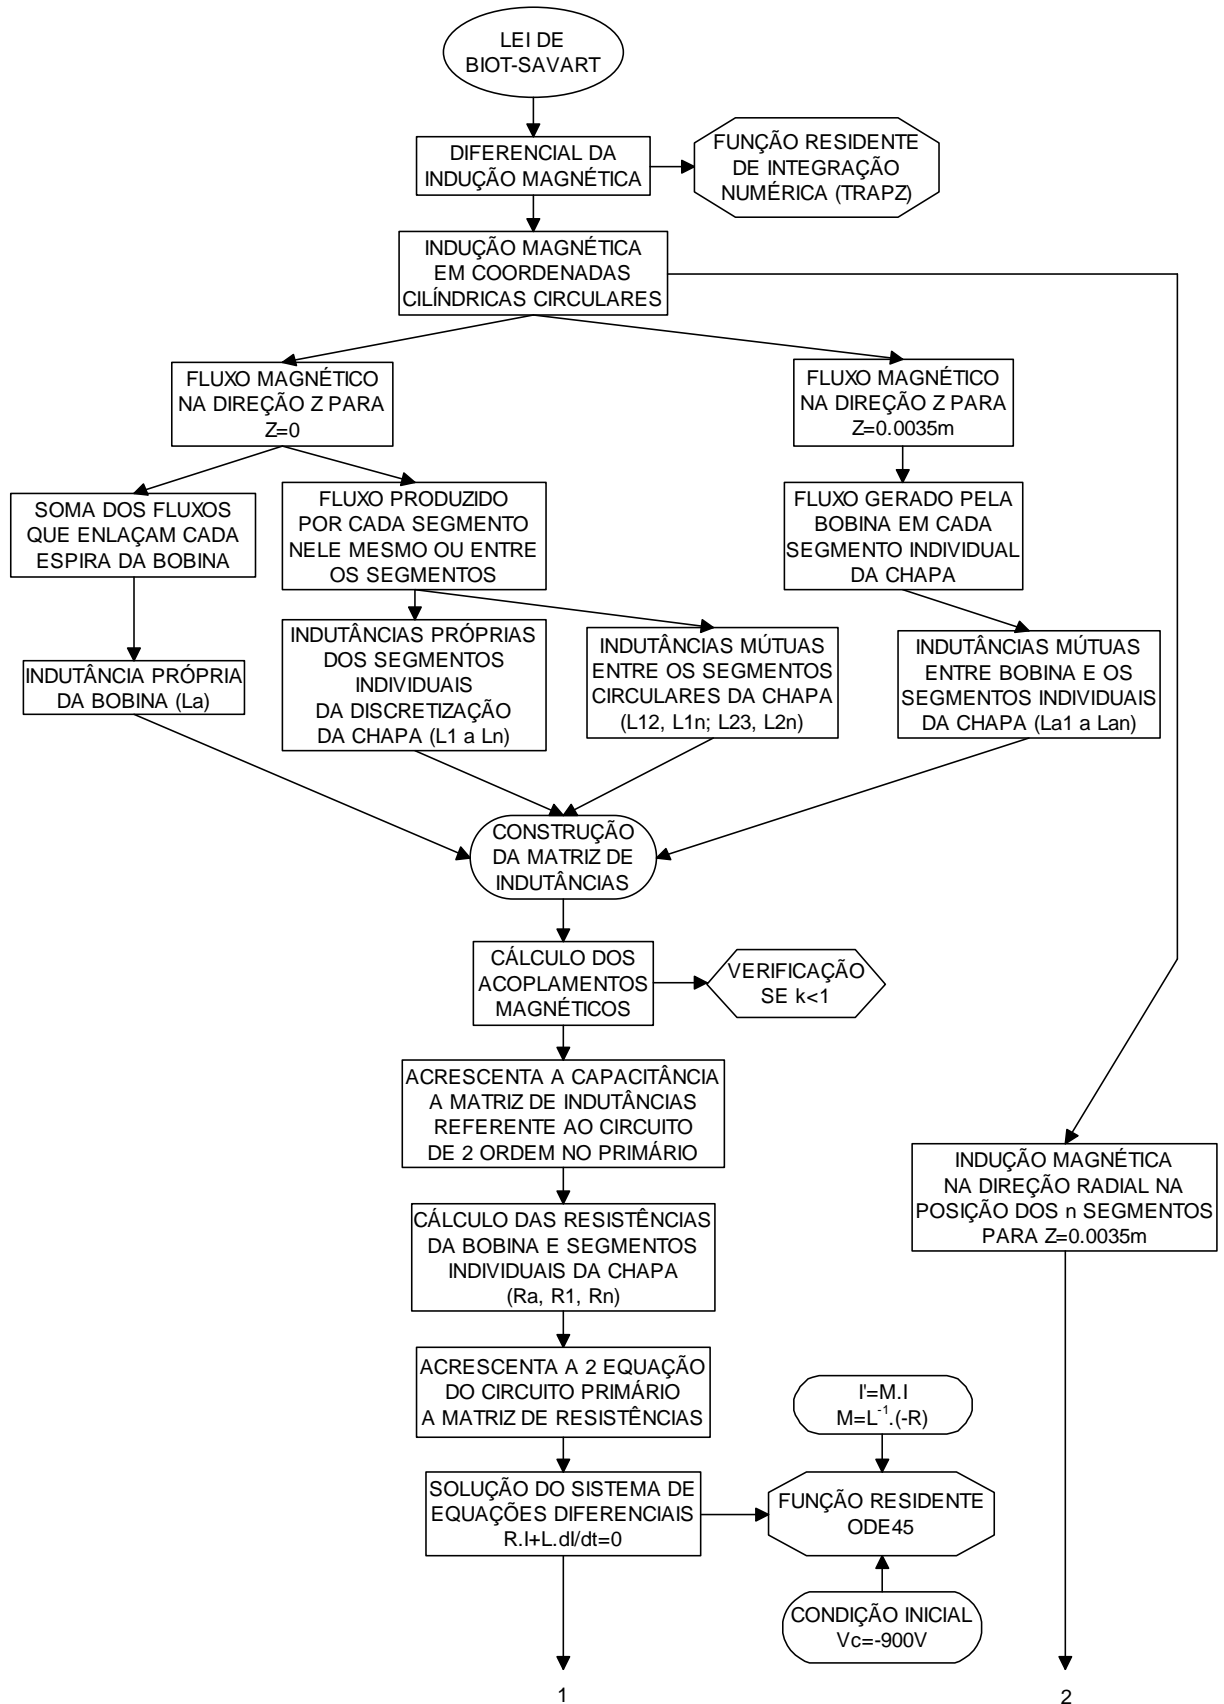 LEI DE
BIOT-SAVART
DIFERENCIAL DA
INDUÇÃO MAGNÉTICA
FUNÇÃO RESIDENTE
DE INTEGRAÇÃO
NUMÉRICA (TRAPZ)
INDUÇÃO MAGNÉTICA
EM COORDENADAS
CILÍNDRICAS CIRCULARES
FLUXO MAGNÉTICO
NA DIREÇÃO Z PARA
Z=0
FLUXO MAGNÉTICO
NA DIREÇÃO Z PARA
Z=0.0035m
SOMA DOS FLUXOS
QUE ENLAÇAM CADA
ESPIRA DA BOBINA
FLUXO PRODUZIDO
POR CADA SEGMENTO
NELE MESMO OU ENTRE
OS SEGMENTOS
FLUXO GERADO PELA
BOBINA EM CADA
SEGMENTO INDIVIDUAL
DA CHAPA
INDUTÂNCIA PRÓPRIA
DA BOBINA (La)
INDUTÂNCIAS PRÓPRIAS
DOS SEGMENTOS
INDIVIDUAIS
DA DISCRETIZAÇÃO
DA CHAPA (L1 a Ln)
INDUTÂNCIAS MÚTUAS
ENTRE OS SEGMENTOS
CIRCULARES DA CHAPA
(L12, L1n; L23, L2n)
INDUTÂNCIAS MÚTUAS
ENTRE BOBINA E OS
SEGMENTOS INDIVIDUAIS
DA CHAPA (La1 a Lan)
CONSTRUÇÃO
DA MATRIZ DE
INDUTÂNCIAS
CÁLCULO DOS
ACOPLAMENTOS
MAGNÉTICOS
VERIFICAÇÃO
SE k<1
ACRESCENTA A CAPACITÂNCIA
A MATRIZ DE INDUTÂNCIAS
REFERENTE AO CIRCUITO
DE 2 ORDEM NO PRIMÁRIO
INDUÇÃO MAGNÉTICA
NA DIREÇÃO RADIAL NA
POSIÇÃO DOS n SEGMENTOS
PARA Z=0.0035m
CÁLCULO DAS RESISTÊNCIAS
DA BOBINA E SEGMENTOS
INDIVIDUAIS DA CHAPA
(Ra, R1, Rn)
ACRESCENTA A 2 EQUAÇÃO
DO CIRCUITO PRIMÁRIO
A MATRIZ DE RESISTÊNCIAS
I'=M.I
M=L⁻¹.(-R)
SOLUÇÃO DO SISTEMA DE
EQUAÇÕES DIFERENCIAIS
R.I+L.dI/dt=0
FUNÇÃO RESIDENTE
ODE45
CONDIÇÃO INICIAL
Vc=-900V
1
2